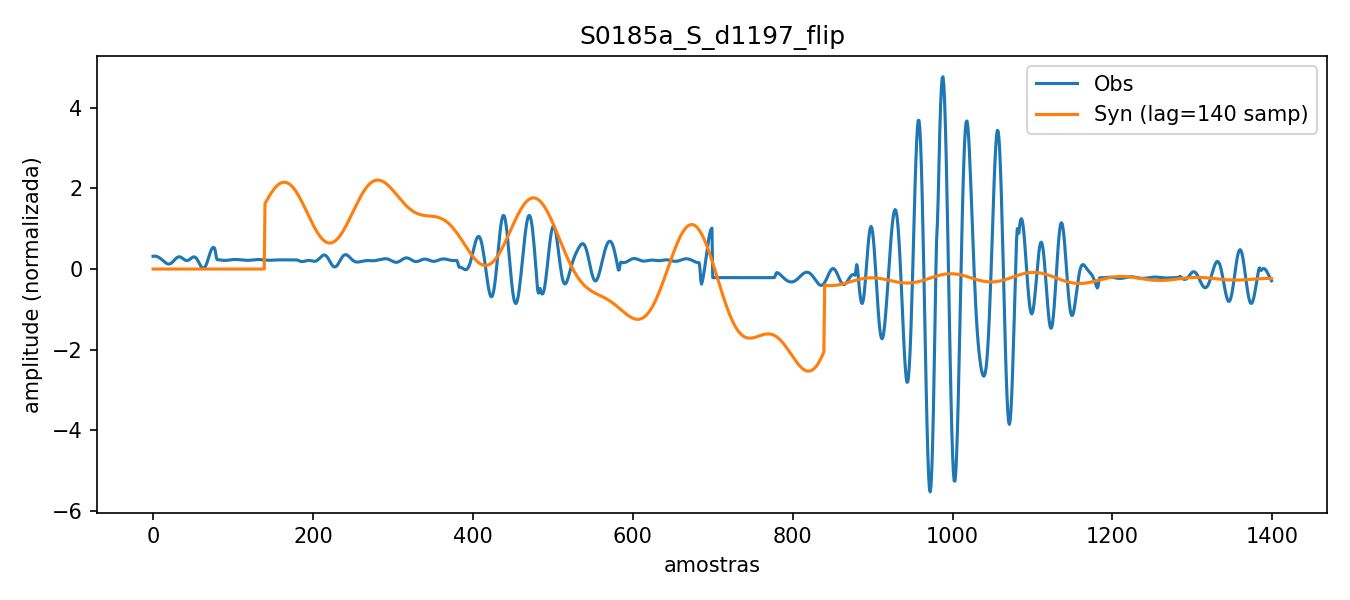 S0185a_S_d1197_flip
Obs
Syn (lag=140 samp)
amplitude (normalizada)
4
2
0
−2
−4
−6
0 200 400 600 800 1000 1200 1400
amostras